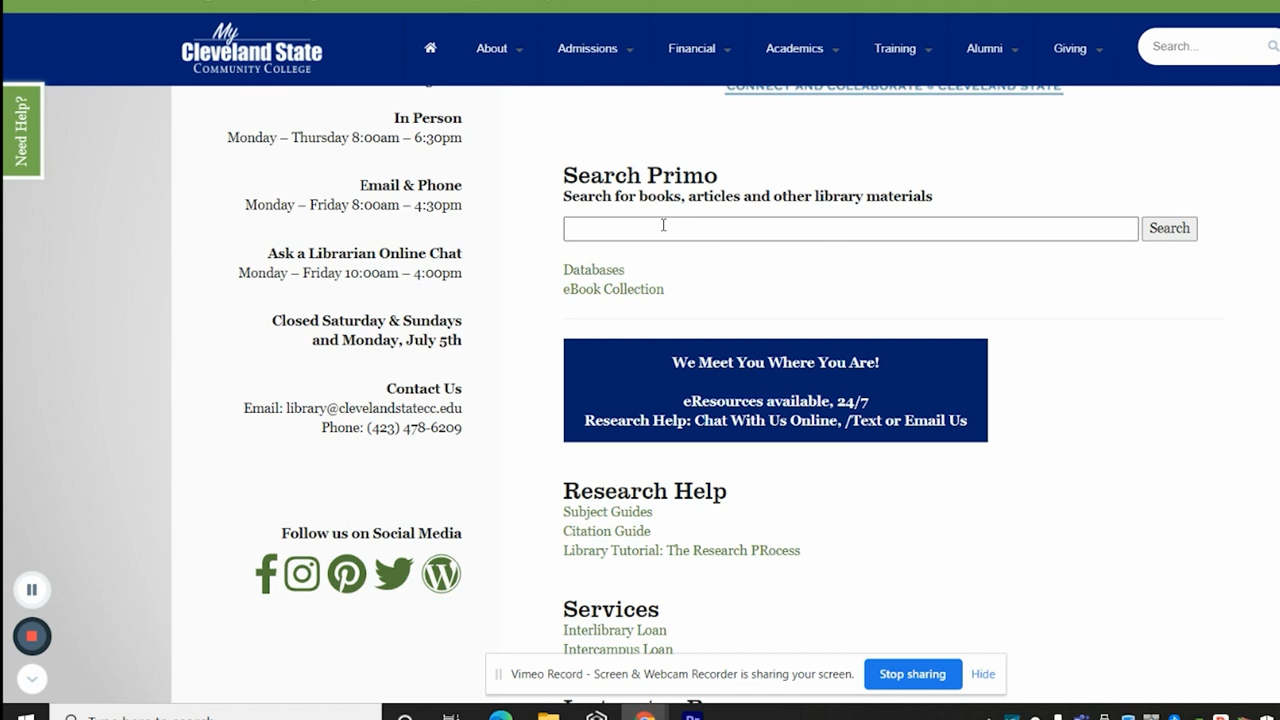 My
Cleveland State
COMMUNITY COLLEGE
About
Admissions
Financial
Academics
Training
Alumni
Giving
Search...
Need Help?
CONNECT AND COLLABORATE @ CLEVELAND STATE
In Person
Monday – Thursday 8:00am – 6:30pm
Email & Phone
Monday – Friday 8:00am – 4:30pm
Ask a Librarian Online Chat
Monday – Friday 10:00am – 4:00pm
Closed Saturday & Sundays
and Monday, July 5th
Contact Us
Email: library@clevelandstatecc.edu
Phone: (423) 478-6209
Follow us on Social Media
Search Primo
Search for books, articles and other library materials
Search
Databases
eBook Collection
We Meet You Where You Are!
eResources available, 24/7
Research Help: Chat With Us Online, /Text or Email Us
Research Help
Subject Guides
Citation Guide
Library Tutorial: The Research PRocess
Services
Interlibrary Loan
Intercampus Loan
Vimeo Record - Screen & Webcam Recorder is sharing your screen.
Stop sharing
Hide
Type here to search